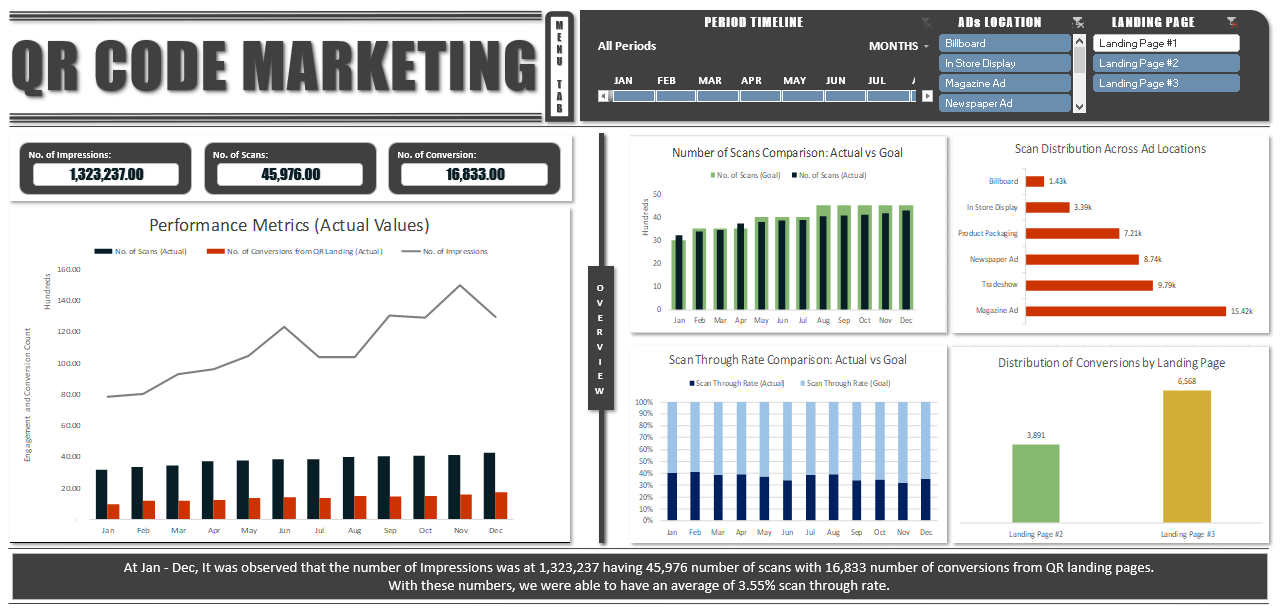 QR CODE MARKETING
MENU TAB
PERIOD TIMELINE
All Periods
MONTHS
JAN FEB MAR APR MAY JUN JUL
ADs LOCATION
Billboard
In Store Display
Magazine Ad
Newspaper Ad
LANDING PAGE
Landing Page #1
Landing Page #2
Landing Page #3
No. of Impressions:
1,323,237.00
No. of Scans:
45,976.00
No. of Conversion:
16,833.00
Performance Metrics (Actual Values)
No. of Scans (Actual) No. of Conversions from QR Landing (Actual) No. of Impressions
Hundreds
Engagement and Conversion Count
160.00
140.00
120.00
100.00
80.00
60.00
40.00
20.00
-
Jan Feb Mar Apr May Jun Jul Aug Sep Oct Nov Dec
OVERVIEW
Number of Scans Comparison: Actual vs Goal
No. of Scans (Goal) No. of Scans (Actual)
Hundreds
50
40
30
20
10
0
Jan Feb Mar Apr May Jun Jul Aug Sep Oct Nov Dec
Scan Distribution Across Ad Locations
Billboard 1.43k
In Store Display 3.39k
Product Packaging 7.21k
Newspaper Ad 8.74k
Tradeshow 9.79k
Magazine Ad 15.42k
Scan Through Rate Comparison: Actual vs Goal
Scan Through Rate (Actual) Scan Through Rate (Goal)
100%
90%
80%
70%
60%
50%
40%
30%
20%
10%
0%
Jan Feb Mar Apr May Jun Jul Aug Sep Oct Nov Dec
Distribution of Conversions by Landing Page
3,891
6,568
Landing Page #2 Landing Page #3
At Jan - Dec, It was observed that the number of Impressions was at 1,323,237 having 45,976 number of scans with 16,833 number of conversions from QR landing pages.
With these numbers, we were able to have an average of 3.55% scan through rate.